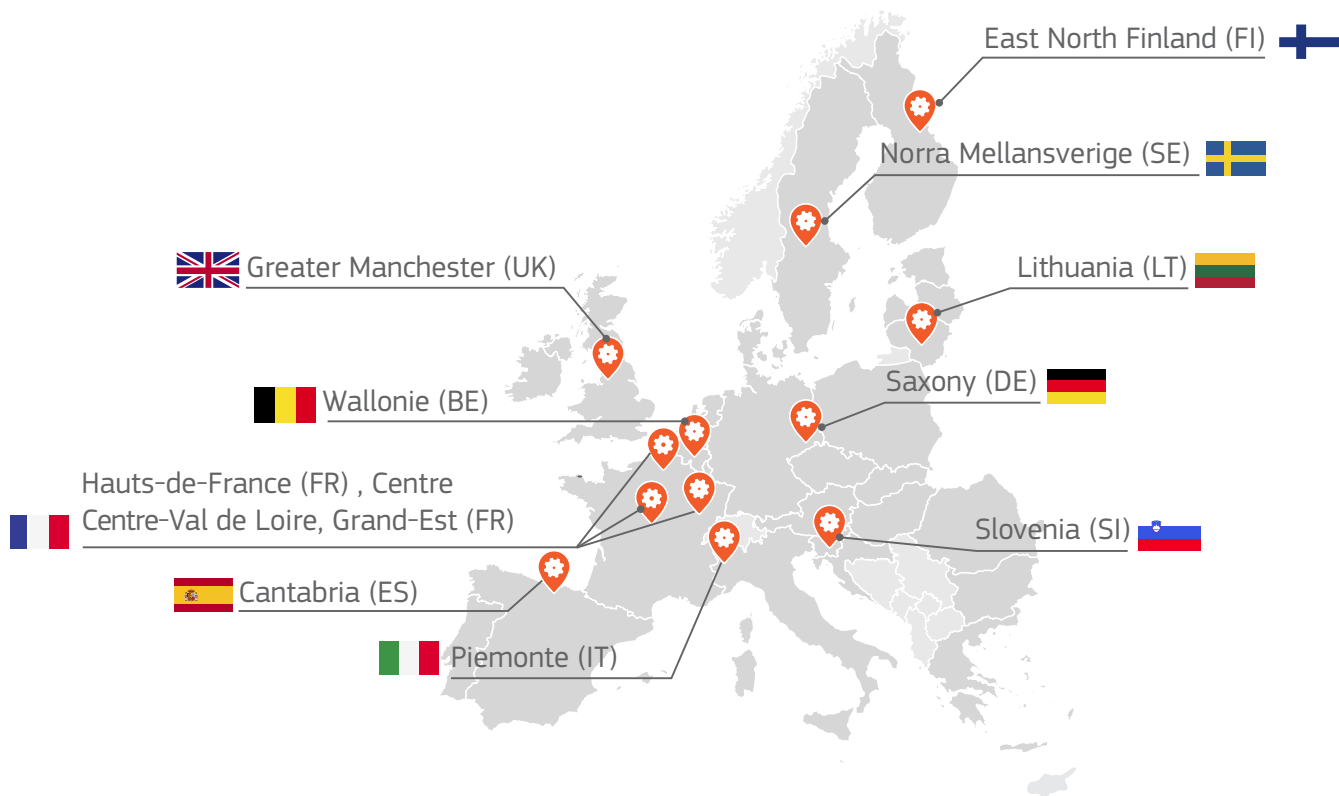 East North Finland (FI)
Norra Mellansverige (SE)
Greater Manchester (UK)
Lithuania (LT)
Saxony (DE)
Wallonie (BE)
Hauts-de-France (FR) , Centre
Centre-Val de Loire, Grand-Est (FR)
Slovenia (SI)
Cantabria (ES)
Piemonte (IT)